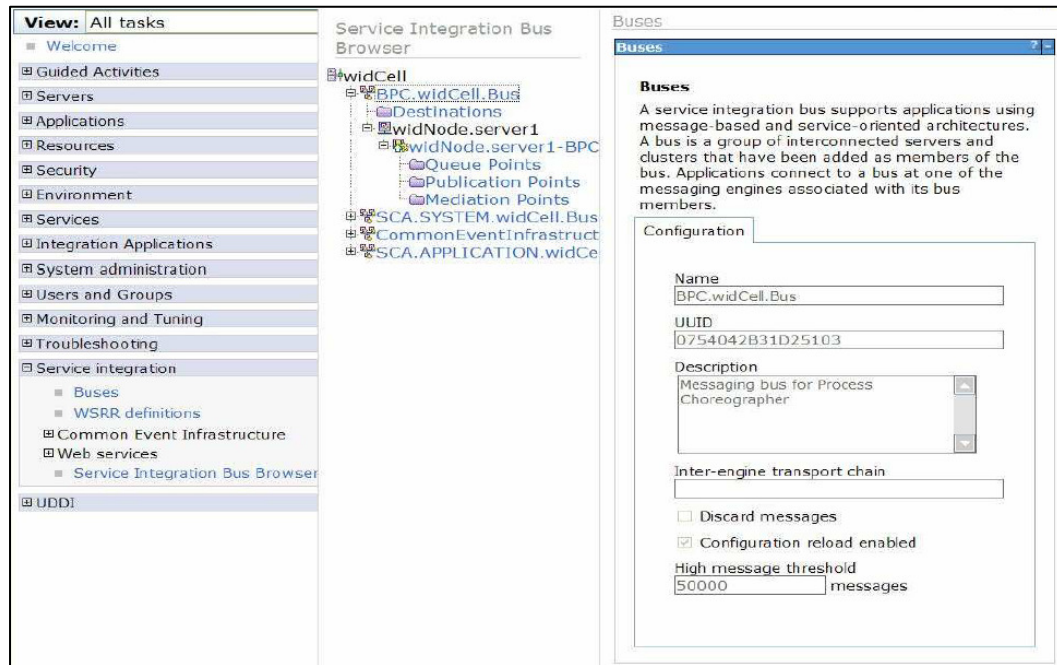 View: All tasks
Welcome
Guided Activities
Servers
Applications
Resources
Security
Environment
Services
Integration Applications
System administration
Users and Groups
Monitoring and Tuning
Troubleshooting
Service integration
Buses
WSRR definitions
Common Event Infrastructure
Web services
Service Integration Bus Browser
UDDI
Service Integration Bus
Browser
widCell
BPC.widCell.Bus
Destinations
widNode.server1
widNode.server1-BPC
Queue Points
Publication Points
Mediation Points
SCA.SYSTEM.widCell.Bus
CommonEventInfrastruct
SCA.APPLICATION.widCe
Buses
Buses ? -
Buses
A service integration bus supports applications using
message-based and service-oriented architectures.
A bus is a group of interconnected servers and
clusters that have been added as members of the
bus. Applications connect to a bus at one of the
messaging engines associated with its bus
members.
Configuration
Name
BPC.widCell.Bus
UUID
0754042B31D25103
Description
Messaging bus for Process
Choreographer
Inter-engine transport chain
Discard messages
Configuration reload enabled
High message threshold
50000 messages